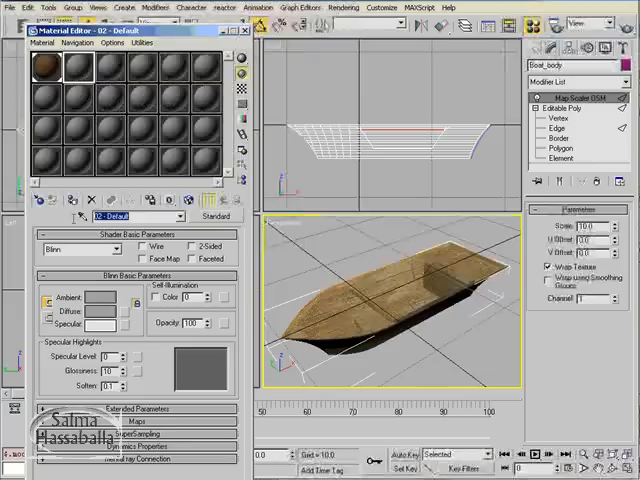 File Edit Tools Group Views Create Character reactor Animation Graph Editors Rendering Customize MAXScript Help
Material Editor - 02 - Default
View
Material Navigation Options Utilities
Boat_body
Modifier List
Map Scaler OSM
Editable Poly
Vertex
Edge
Border
Polygon
Element
02 - Default
Standard
Shader Basic Parameters
Blinn
Wire
2-Sided
Face Map
Faceted
Parameters
Scale: 10.0
U Offset: 0.0
V Offset: 0.0
Wrap Texture
Wrap using Smoothing Groups
Channel: 1
Blinn Basic Parameters
Self-Illumination
Ambient:
Color 0
Diffuse:
Specular:
Opacity: 100
Specular Highlights
Specular Level: 0
Glossiness: 10
Soften: 0.1
Extended Parameters
Maps
SuperSampling
Dynamics Properties
mental ray Connection
Salma
Hassaballa
50 60 70 80 90 100
0.0
Grid = 10.0
Add Time Tag
Auto Key
Selected
Set Key
Key Filters...
0